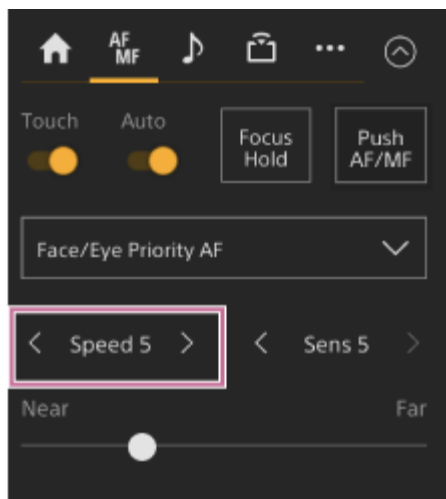 AF
MF
Touch
Auto
Focus
Hold
Push
AF/MF
Face/Eye Priority AF
Speed 5
Sens 5
Near
Far